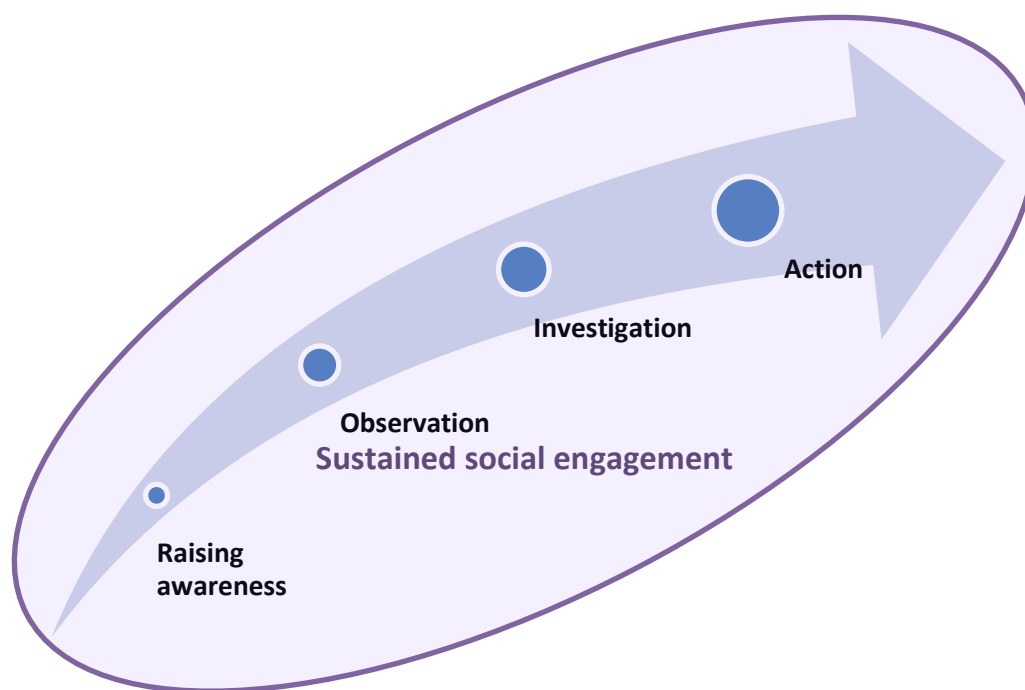 Action
Investigation
Observation
Sustained social engagement
Raising
awareness